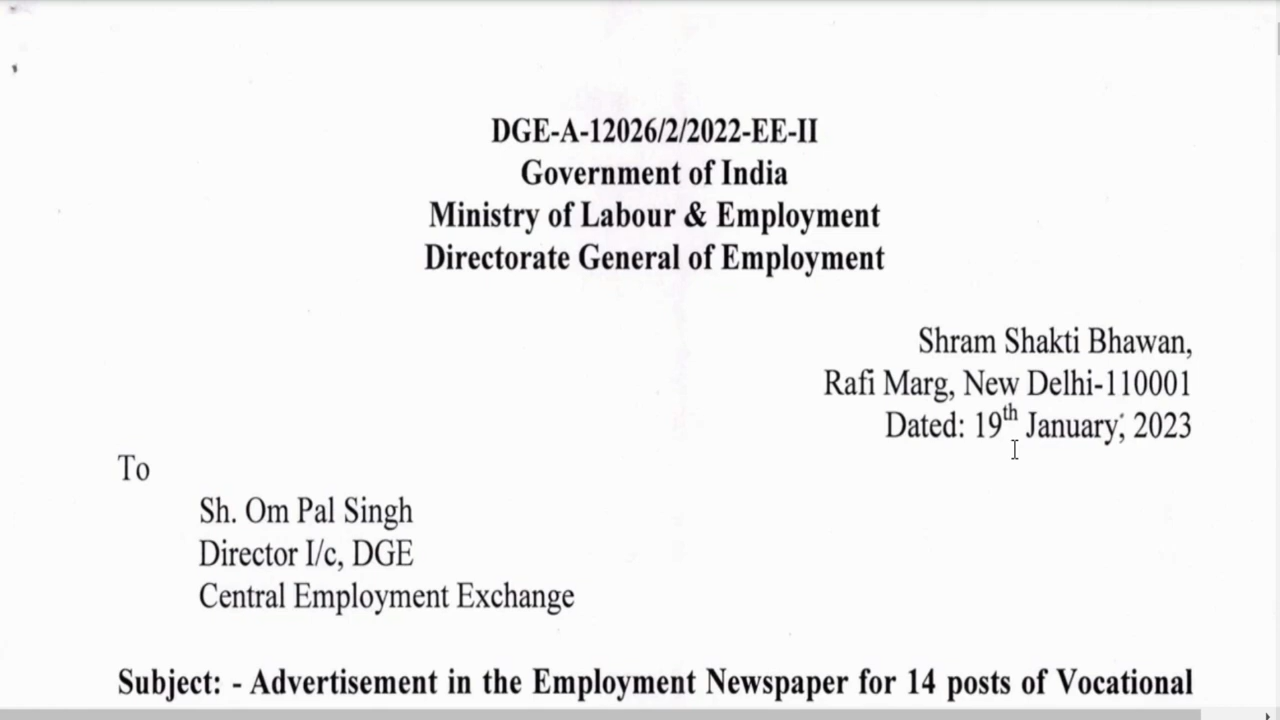 DGE-A-12026/2/2022-EE-II
Government of India
Ministry of Labour & Employment
Directorate General of Employment
Shram Shakti Bhawan,
Rafi Marg, New Delhi-110001
Dated: 19th January, 2023
To
Sh. Om Pal Singh
Director I/c, DGE
Central Employment Exchange
Subject: - Advertisement in the Employment Newspaper for 14 posts of Vocational